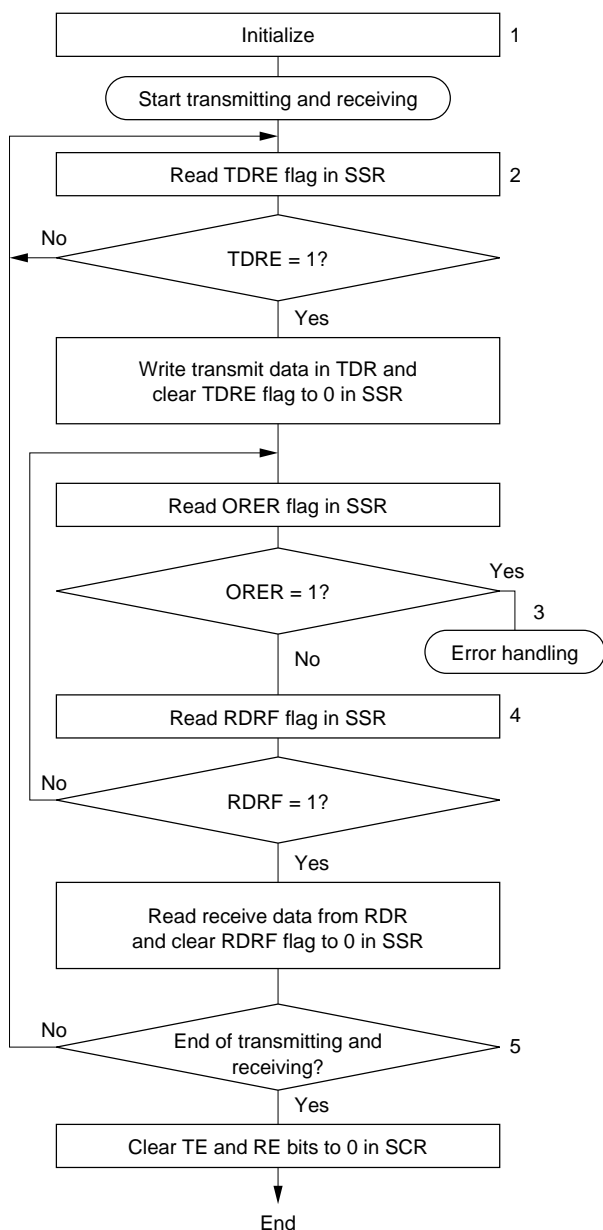 Initialize
1
Start transmitting and receiving
Read TDRE flag in SSR
2
No
TDRE = 1?
Yes
Write transmit data in TDR and
clear TDRE flag to 0 in SSR
Read ORER flag in SSR
Yes
ORER = 1?
3
Error handling
No
Read RDRF flag in SSR
4
No
RDRF = 1?
Yes
Read receive data from RDR
and clear RDRF flag to 0 in SSR
No
End of transmitting and
receiving?
5
Yes
Clear TE and RE bits to 0 in SCR
End